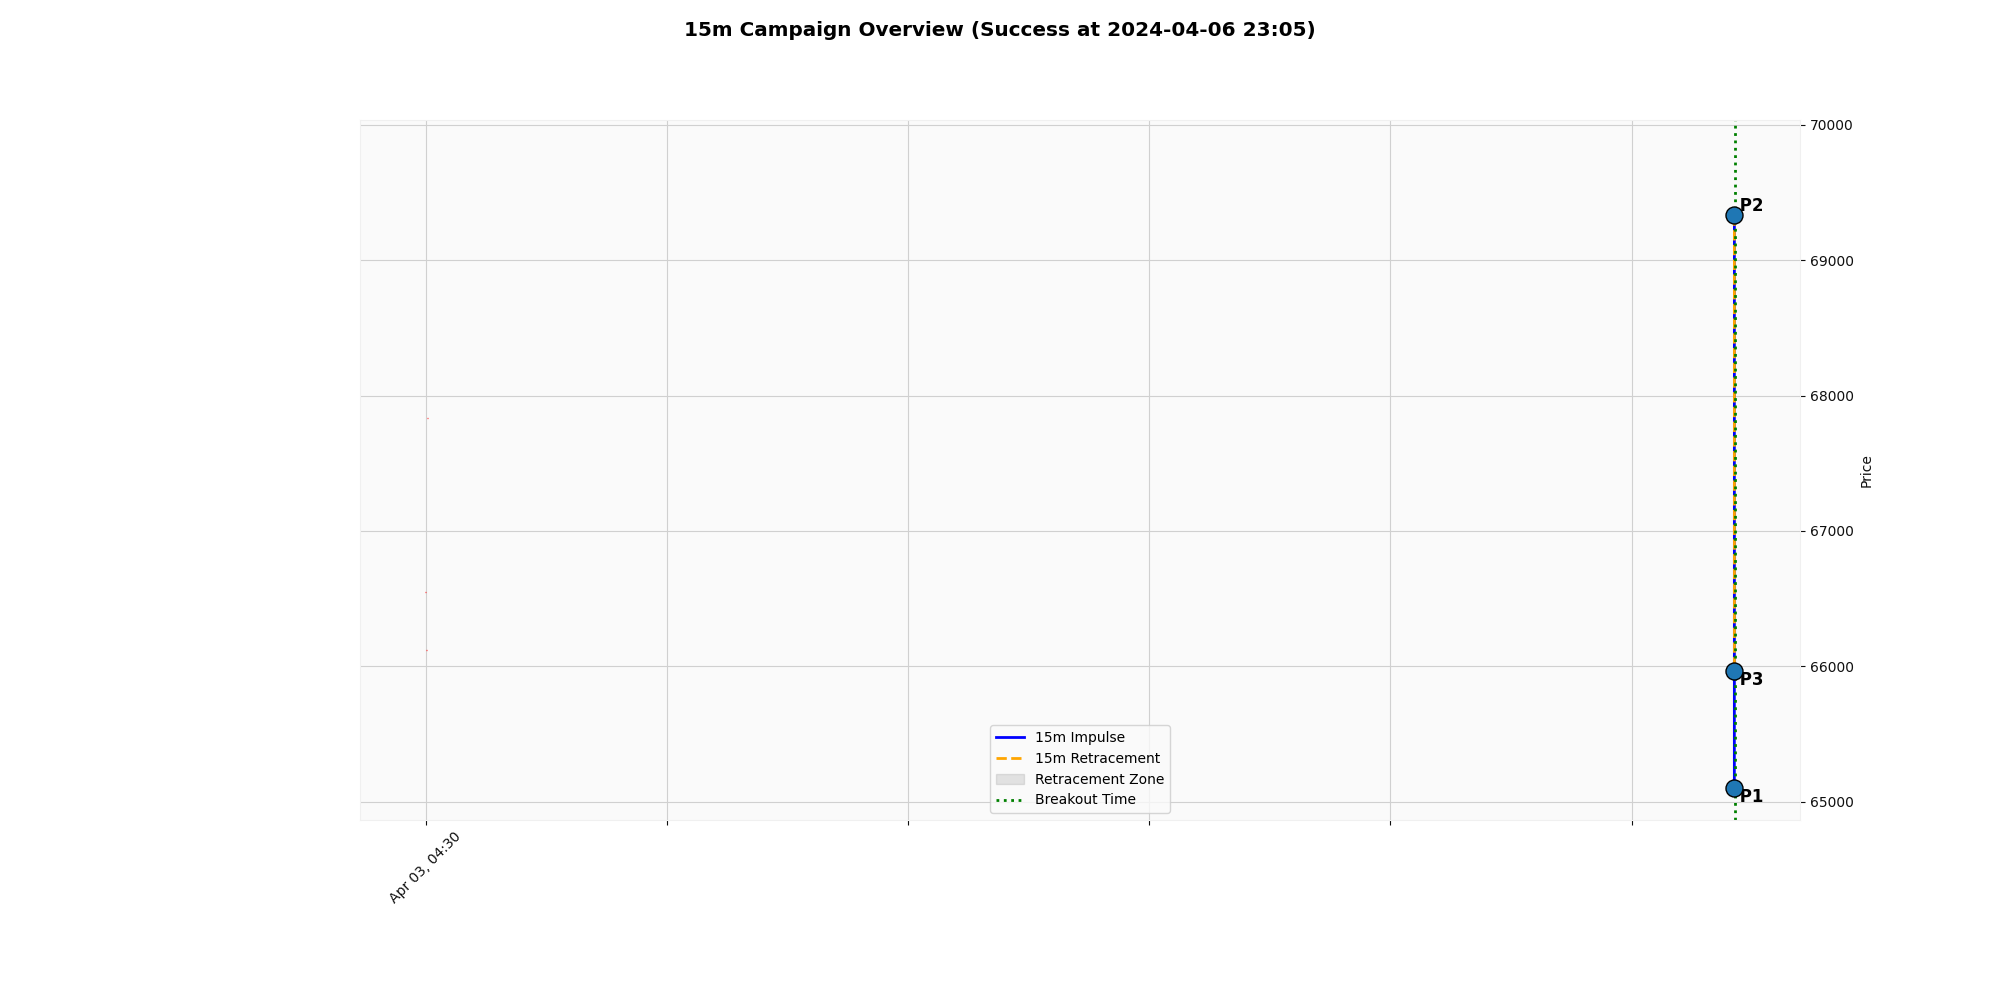 15m Campaign Overview (Success at 2024-04-06 23:05)
70000
P2
69000
68000
Price
67000
66000
P3
15m Impulse
15m Retracement
Retracement Zone
Breakout Time
P1
65000
Apr 03, 04:30